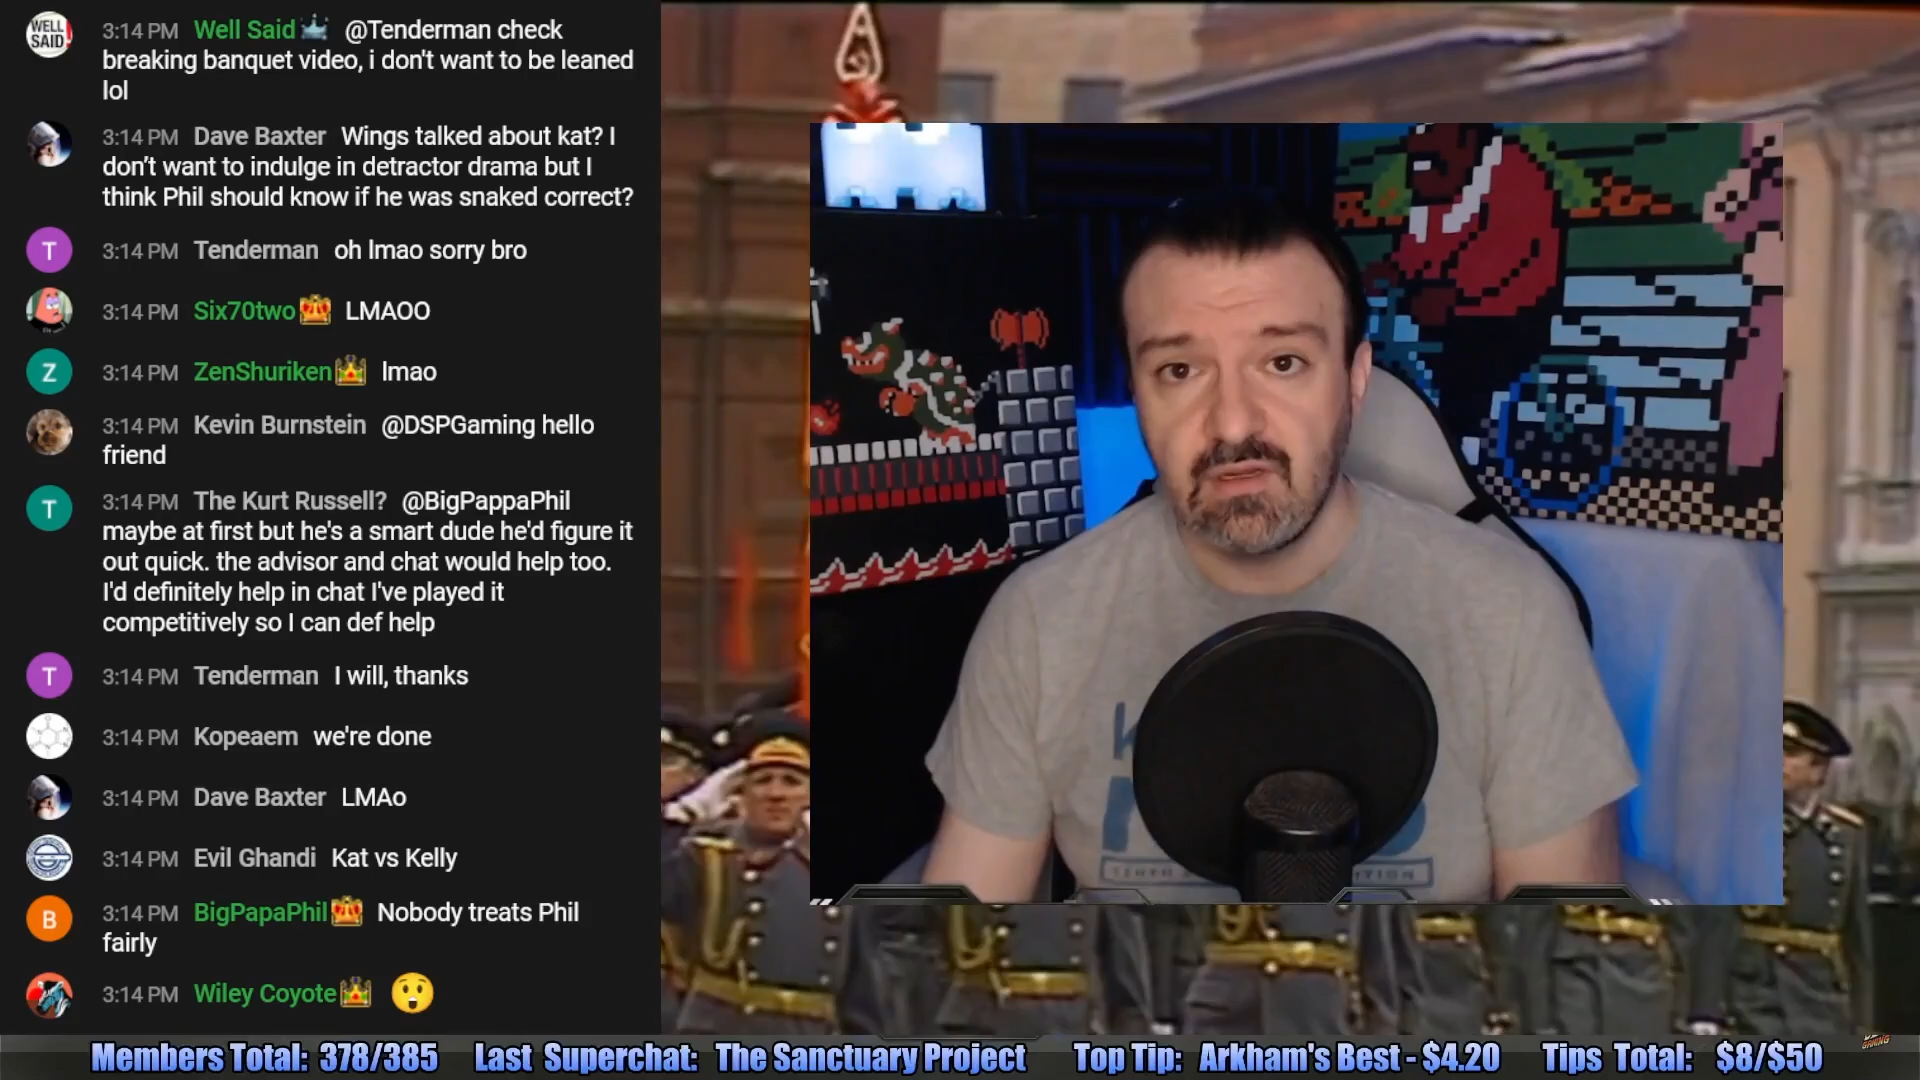 WELL SAID!
3:14 PM Well Said @Tenderman check
breaking banquet video, i don't want to be leaned
lol
3:14 PM Dave Baxter Wings talked about kat? I
don't want to indulge in detractor drama but I
think Phil should know if he was snaked correct?
T
3:14 PM Tenderman oh lmao sorry bro
3:14 PM Six70two LMAOO
Z
3:14 PM ZenShuriken lmao
3:14 PM Kevin Burnstein @DSPGaming hello
friend
T
3:14 PM The Kurt Russell? @BigPappaPhil
maybe at first but he's a smart dude he'd figure it
out quick. the advisor and chat would help too.
I'd definitely help in chat I've played it
competitively so I can def help
T
3:14 PM Tenderman I will, thanks
3:14 PM Kopeaem we're done
3:14 PM Dave Baxter LMAo
3:14 PM Evil Ghandi Kat vs Kelly
B
3:14 PM BigPapaPhil Nobody treats Phil
fairly
3:14 PM Wiley Coyote 😲
Members Total: 378/385 Last Superchat: The Sanctuary Project Top Tip: Arkham's Best - $4.20 Tips Total: $8/$50